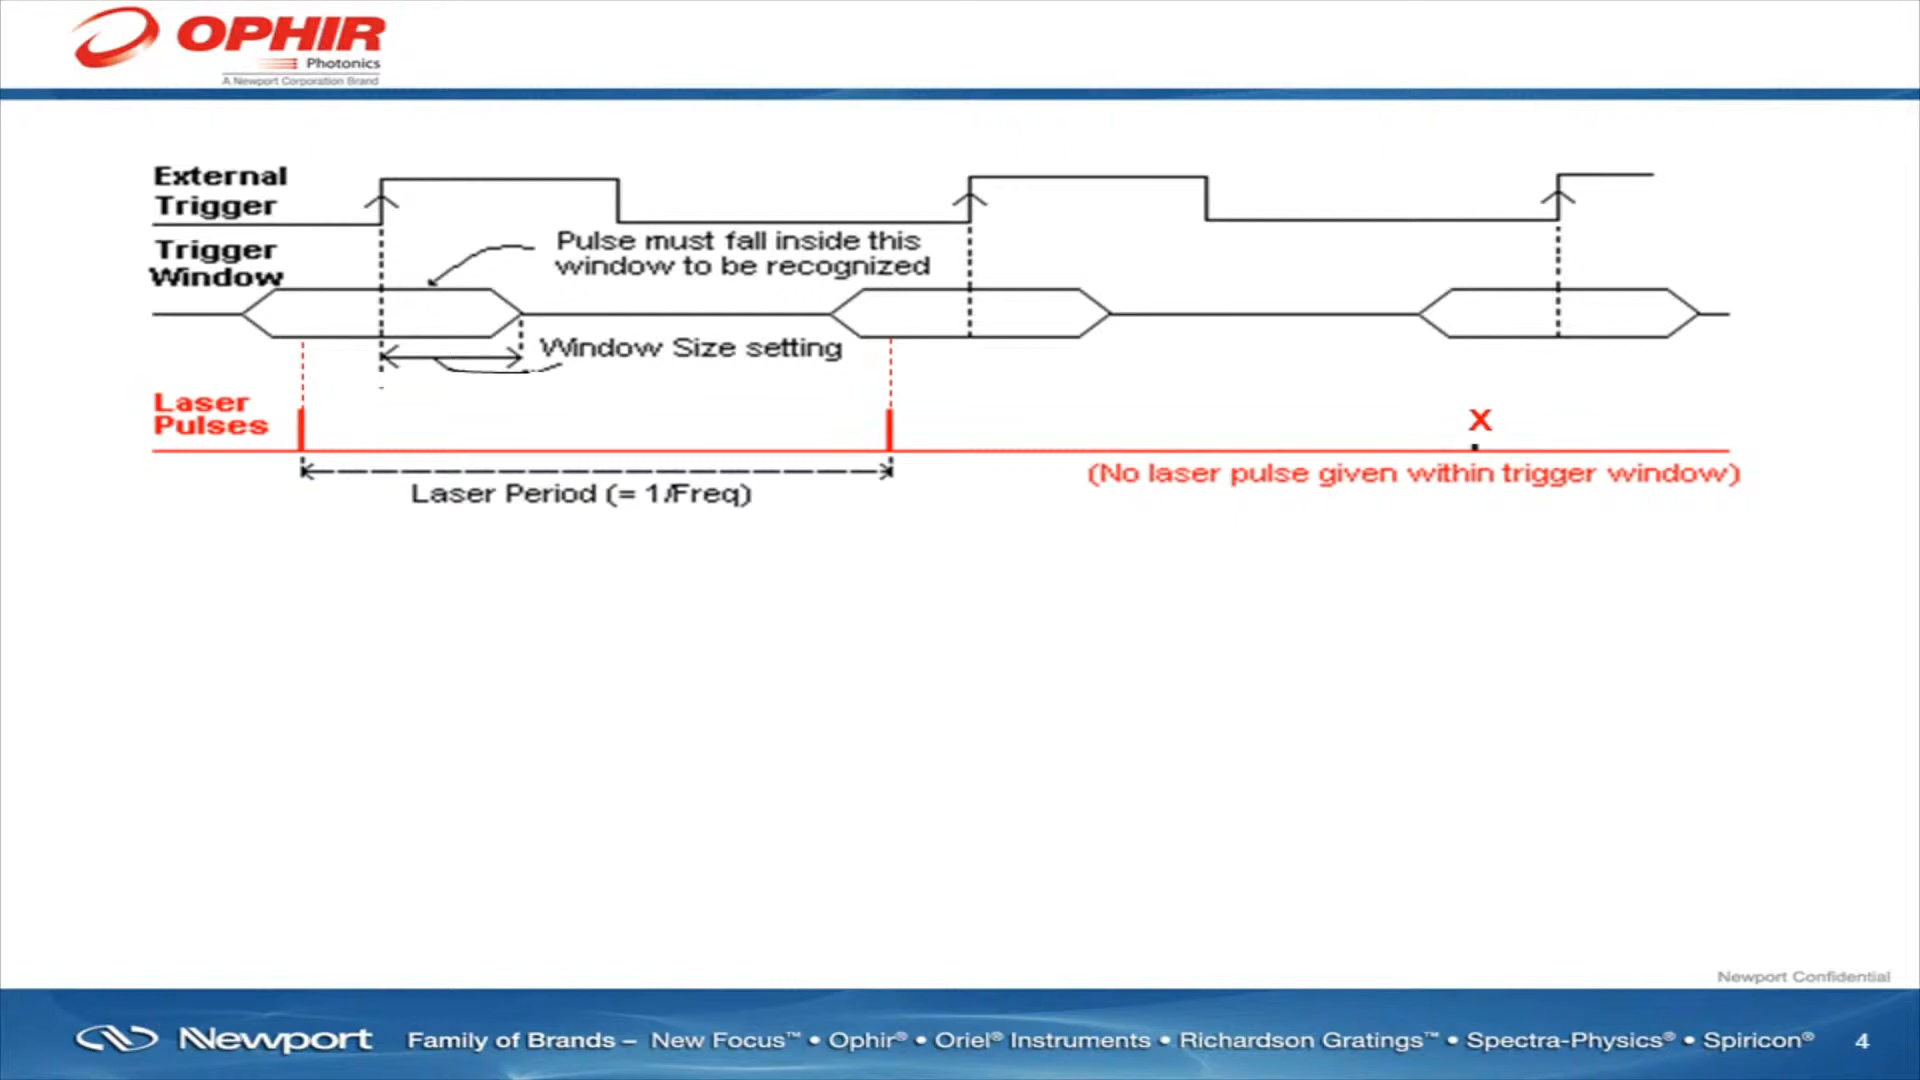 OPHIR
Photonics
A Newport Corporation Brand
External
Trigger
Trigger
Window
Pulse must fall inside this
window to be recognized
Window Size setting
Laser
Pulses
X
Laser Period (= 1/Freq)
(No laser pulse given within trigger window)
Newport Confidential
Newport Family of Brands – New Focus™ • Ophir® • Oriel® Instruments • Richardson Gratings™ • Spectra-Physics® • Spiricon® 4